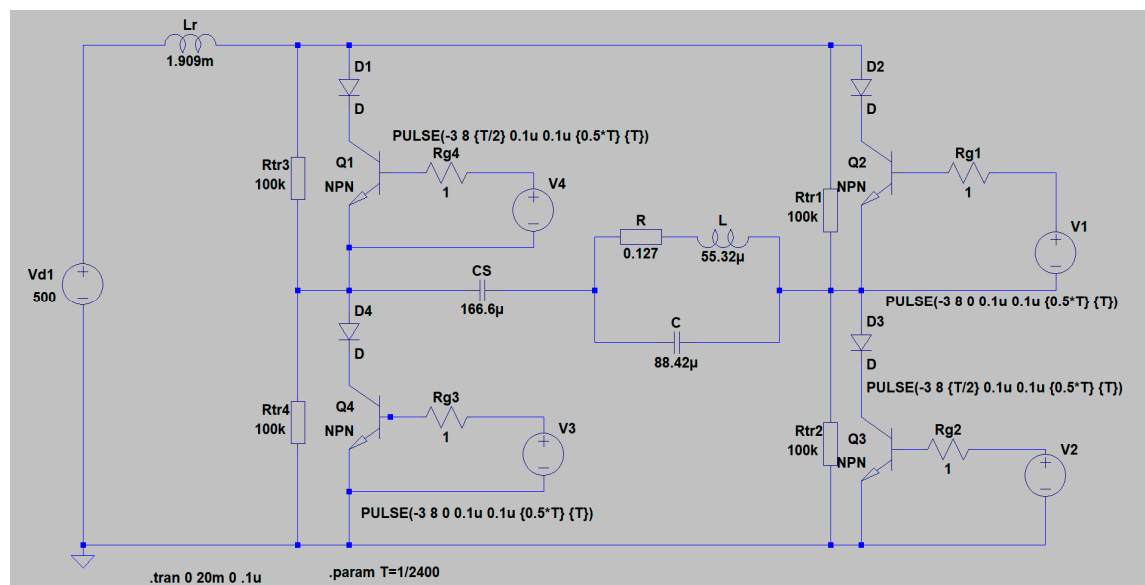 Lr
1.909m
D1
D
D2
D
PULSE(-3 8 {T/2} 0.1u 0.1u {0.5*T} {T})
Rtr3
100k
Q1
NPN
Rg4
1
V4
Q2
NPN
Rg1
1
Rtr1
100k
V1
R
0.127
L
55.32µ
Vd1
500
CS
166.6µ
PULSE(-3 8 0 0.1u 0.1u {0.5*T} {T})
D4
D
C
88.42µ
D3
D
PULSE(-3 8 {T/2} 0.1u 0.1u {0.5*T} {T})
Rtr4
100k
Q4
NPN
Rg3
1
V3
Rtr2
100k
Q3
NPN
Rg2
1
V2
PULSE(-3 8 0 0.1u 0.1u {0.5*T} {T})
.tran 0 20m 0 .1u
.param T=1/2400